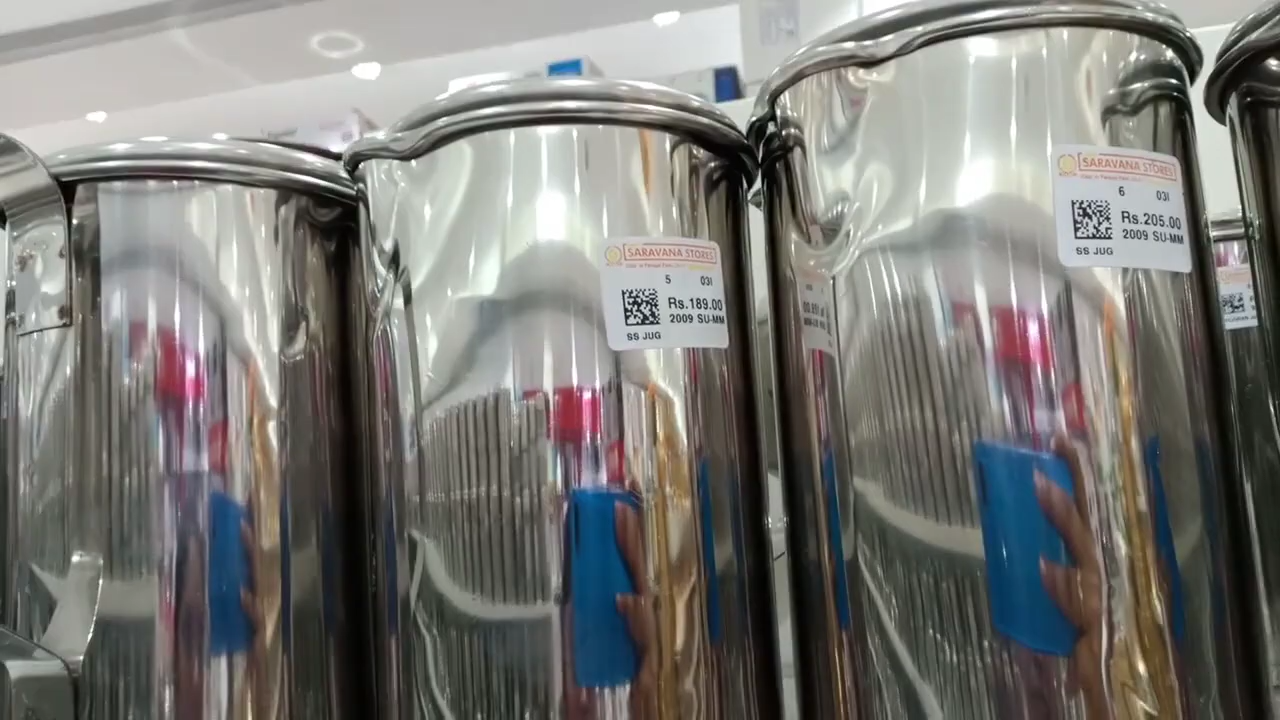 SARAVANA STORES
5 03I
Rs.189.00
2009 SU-MM
SS JUG
SARAVANA STORES
6 03I
Rs.205.00
2009 SU-MM
SS JUG